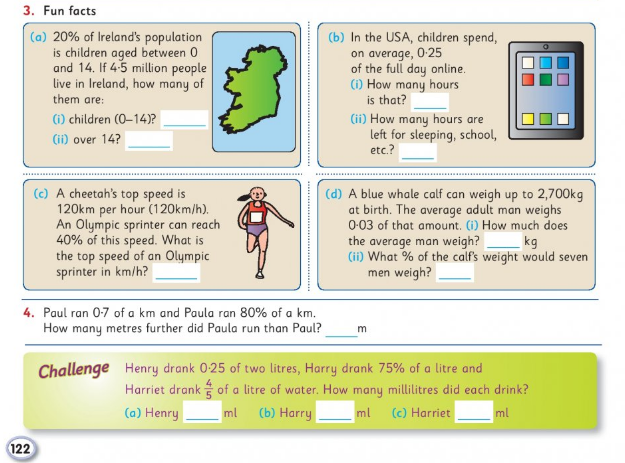 3. Fun facts
(a) 20% of Ireland's population
is children aged between 0
and 14. If 4·5 million people
live in Ireland, how many of
them are:
(i) children (0–14)? ______
(ii) over 14? ______
(b) In the USA, children spend,
on average, 0·25
of the full day online.
(i) How many hours
is that? ______
(ii) How many hours are
left for sleeping, school,
etc.? ______
(c) A cheetah's top speed is
120km per hour (120km/h).
An Olympic sprinter can reach
40% of this speed. What is
the top speed of an Olympic
sprinter in km/h? ______
(d) A blue whale calf can weigh up to 2,700kg
at birth. The average adult man weighs
0·03 of that amount. (i) How much does
the average man weigh? ______ kg
(ii) What % of the calf's weight would seven
men weigh? ______
4. Paul ran 0·7 of a km and Paula ran 80% of a km.
How many metres further did Paula run than Paul? ______ m
Challenge
Henry drank 0·25 of two litres, Harry drank 75% of a litre and
Harriet drank 4/5 of a litre of water. How many millilitres did each drink?
(a) Henry ______ ml (b) Harry ______ ml (c) Harriet ______ ml
122